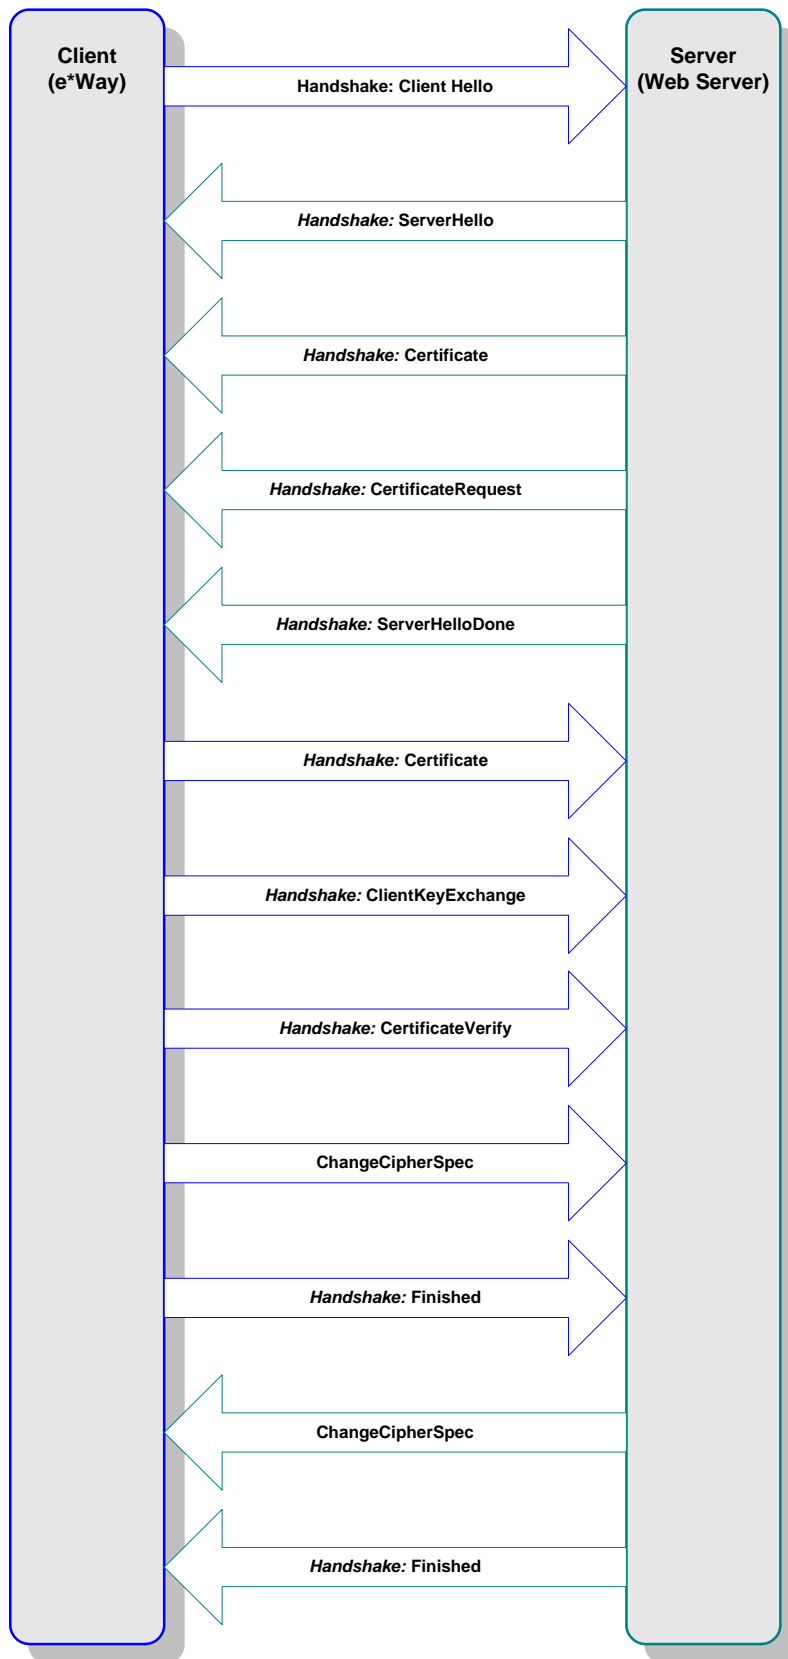 Client
(e*Way)
Server
(Web Server)
Handshake: Client Hello
Handshake: ServerHello
Handshake: Certificate
Handshake: CertificateRequest
Handshake: ServerHelloDone
Handshake: Certificate
Handshake: ClientKeyExchange
Handshake: CertificateVerify
ChangeCipherSpec
Handshake: Finished
ChangeCipherSpec
Handshake: Finished